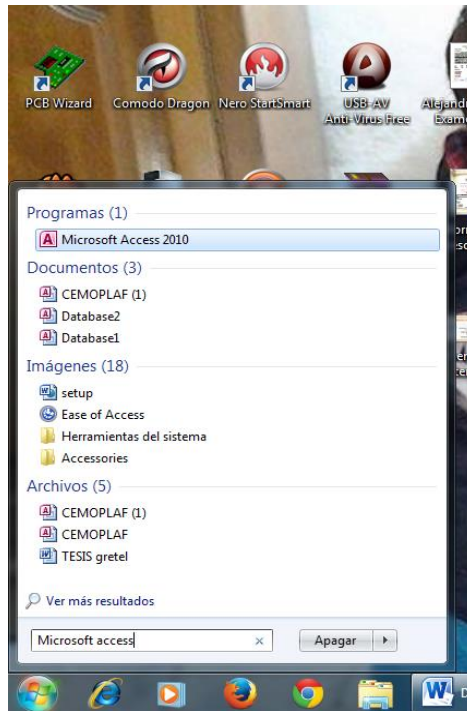 PCB Wizard
Comodo Dragon
Nero StartSmart
USB-AV
Anti-Virus Free
Alejand
Exame
Programas (1)
Microsoft Access 2010
Documentos (3)
CEMOPLAF (1)
Database2
Database1
Imágenes (18)
setup
Ease of Access
Herramientas del sistema
Accessories
Archivos (5)
CEMOPLAF (1)
CEMOPLAF
TESIS gretel
Ver más resultados
Microsoft access
Apagar